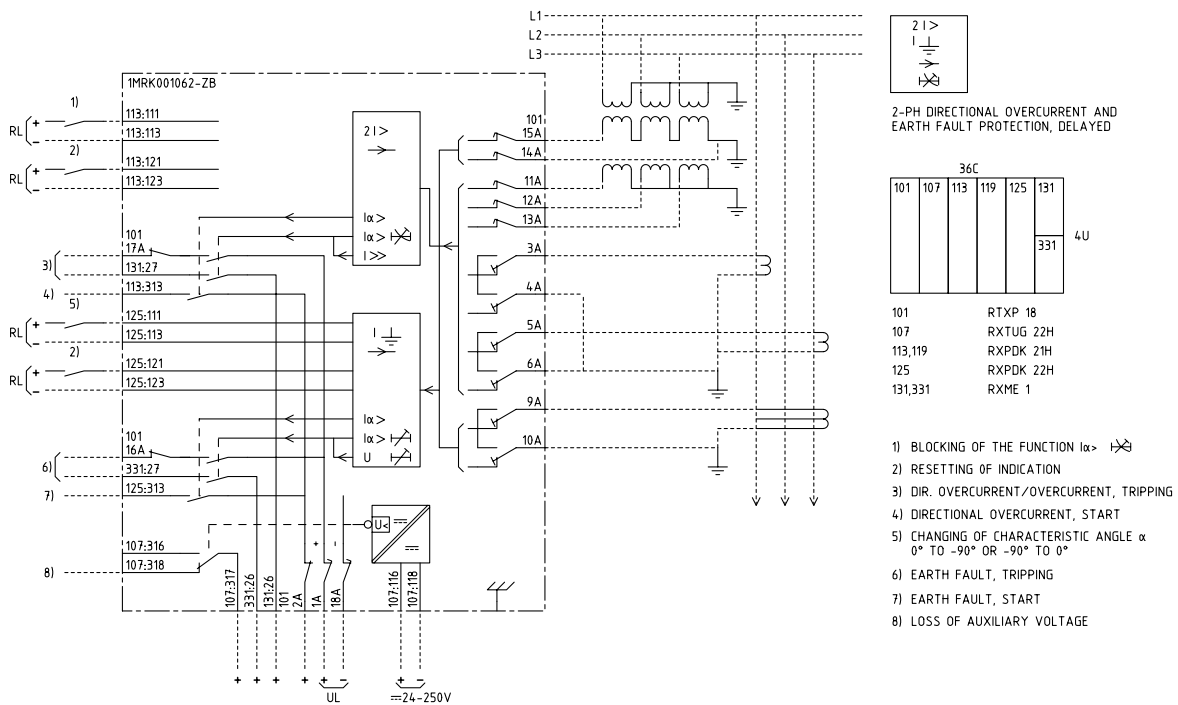 L1
L2
L3
1MRK001062-ZB
1)
113:111
RL + −
113:113
2)
113:121
RL + −
113:123
2 I>
Iα>
Iα>
I>>
101
15A
14A
11A
12A
13A
3A
4A
5A
6A
9A
10A
101
17A
3)
131:27
4)
113:313
5)
125:111
RL + −
125:113
2)
125:121
RL + −
125:123
I
Iα>
Iα>
U
101
16A
6)
331:27
7)
125:313
107:316
107:318
8)
U<
+ −
107:317
331:26
131:26
101
2A
1A
18A
107:116
107:118
+ + + + + − + −
UL
24-250V
2 I>
I
2-PH DIRECTIONAL OVERCURRENT AND
EARTH FAULT PROTECTION, DELAYED
36C
101 107 113 119 125 131
331
4U
101 RTXP 18
107 RXTUG 22H
113,119 RXPDK 21H
125 RXPDK 22H
131,331 RXME 1
1) BLOCKING OF THE FUNCTION Iα>
2) RESETTING OF INDICATION
3) DIR. OVERCURRENT/OVERCURRENT, TRIPPING
4) DIRECTIONAL OVERCURRENT, START
5) CHANGING OF CHARACTERISTIC ANGLE α
0° TO -90° OR -90° TO 0°
6) EARTH FAULT, TRIPPING
7) EARTH FAULT, START
8) LOSS OF AUXILIARY VOLTAGE